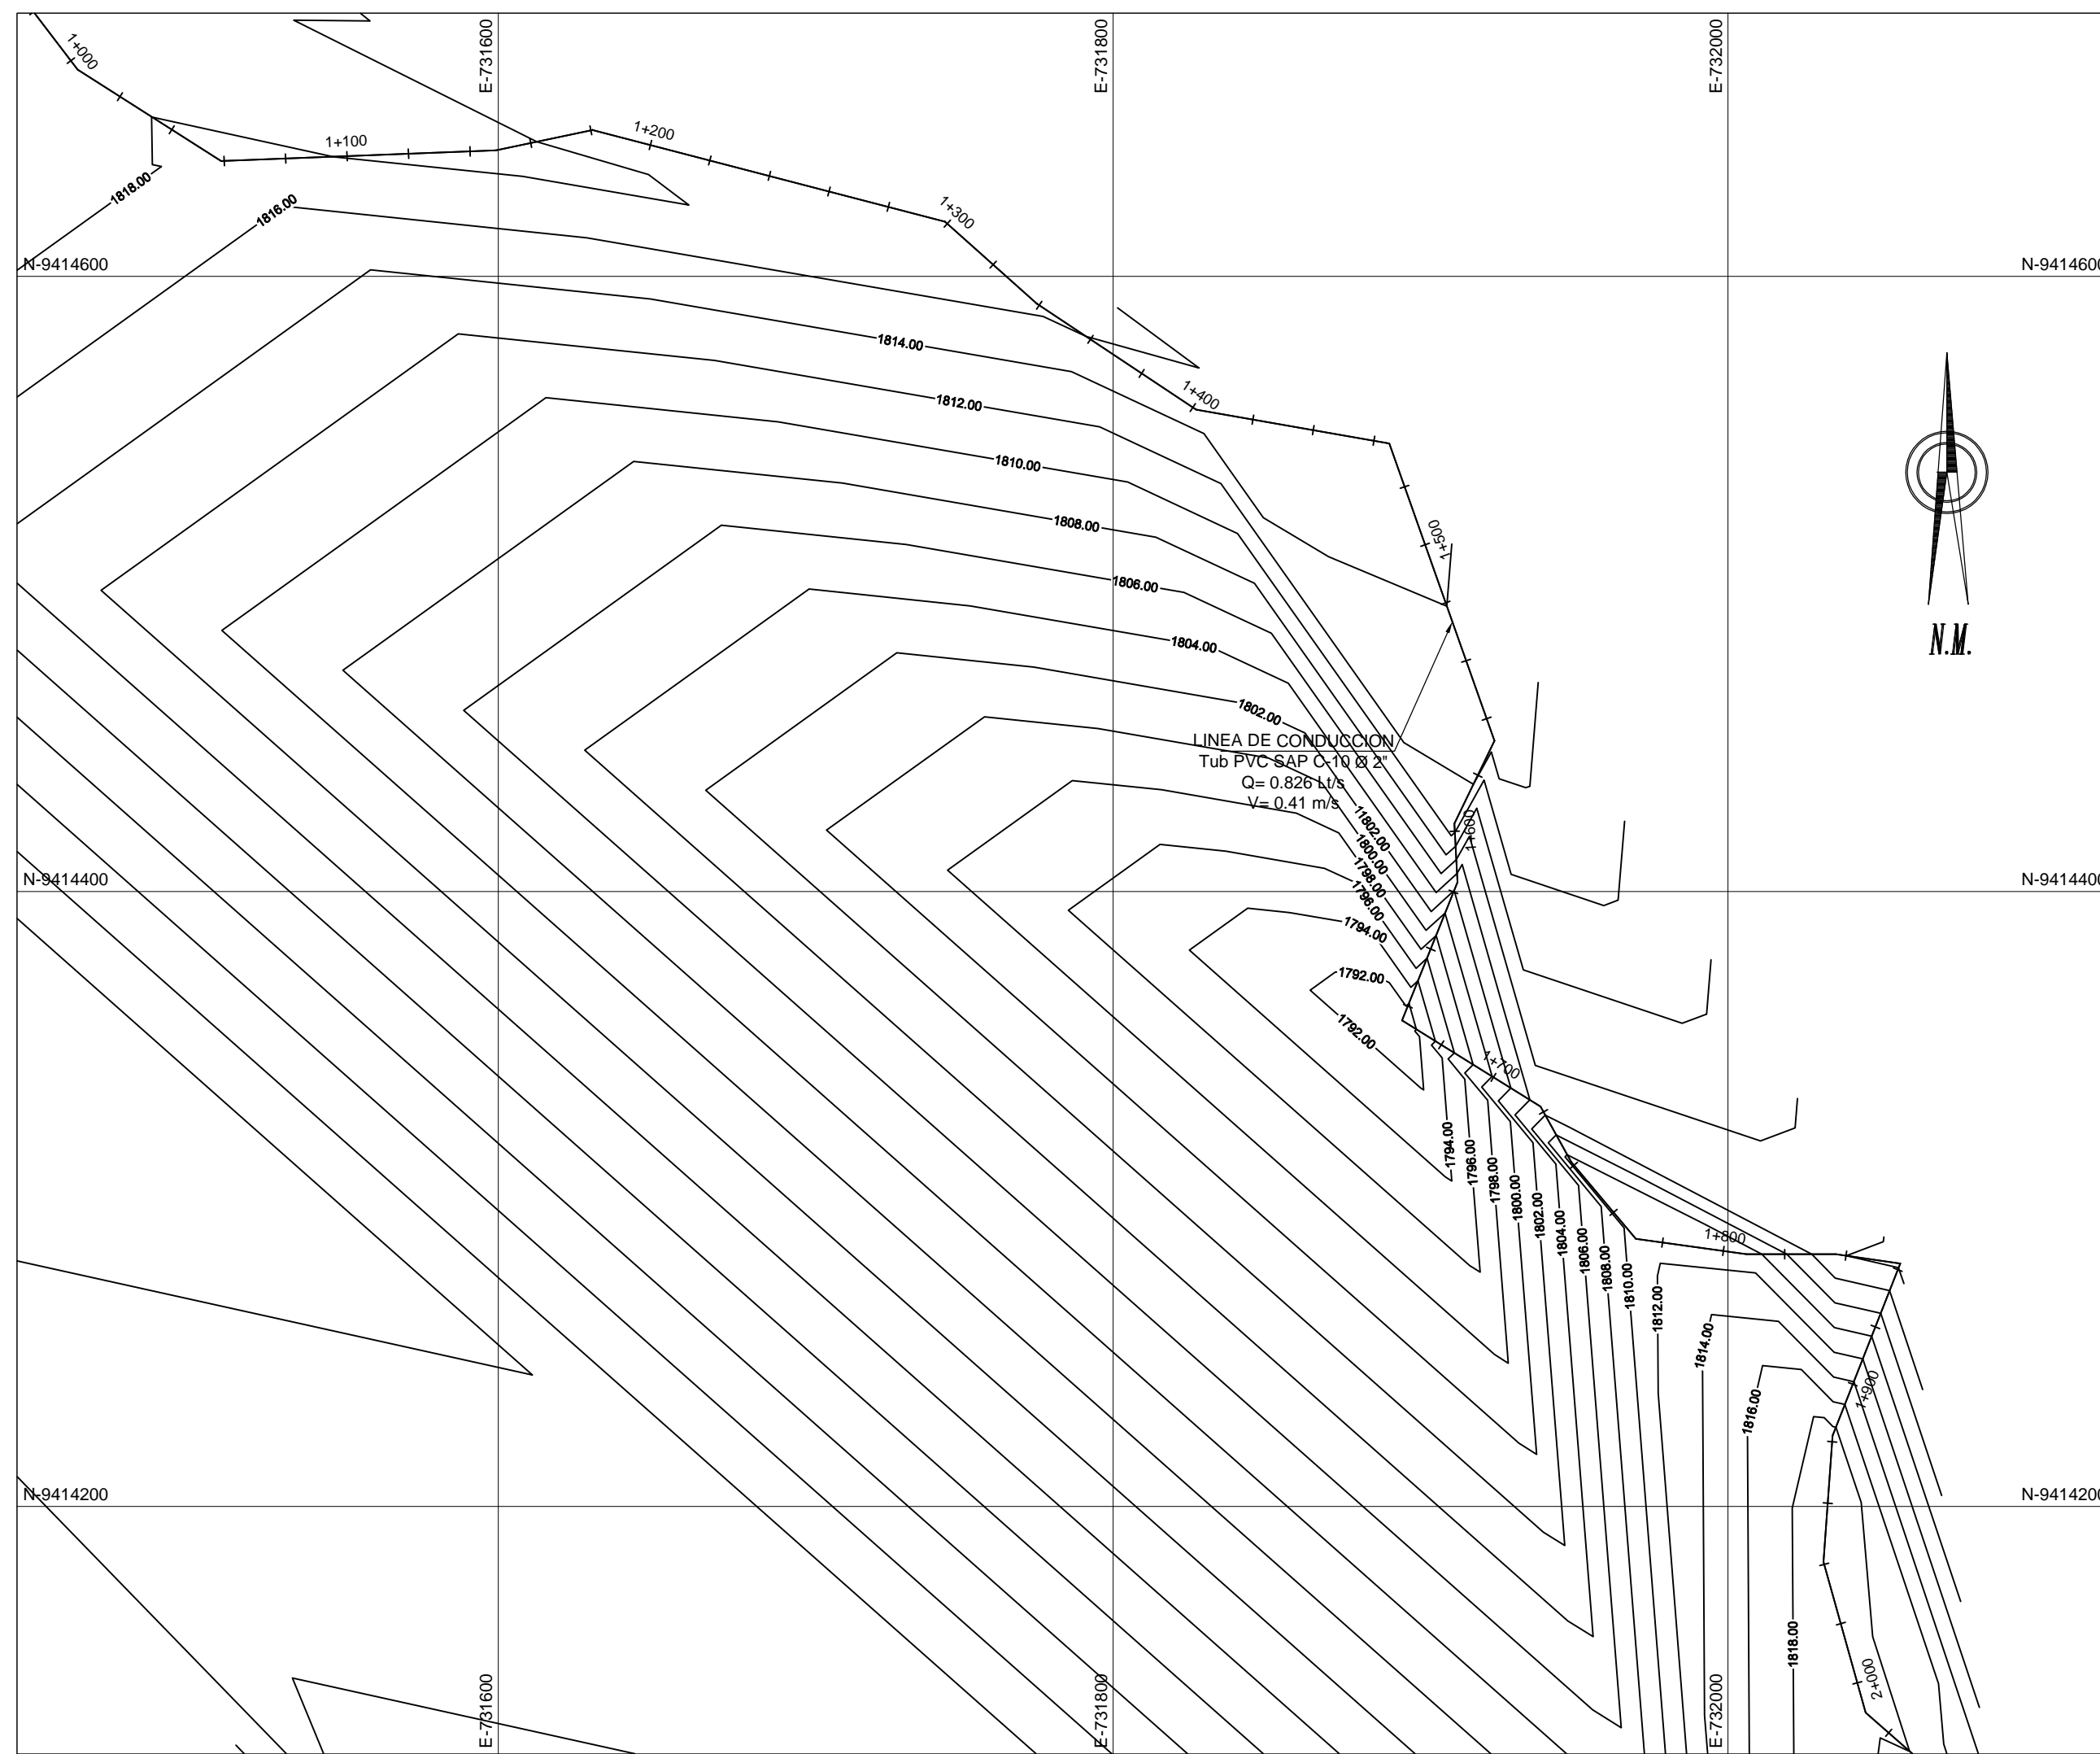 E-731600
E-731800
E-732000
1+000
1+100
1+200
1818.00
1816.00
1+300
N-9414600
N-9414600
1814.00
1812.00
1+400
1810.00
1808.00
1+500
1806.00
1804.00
N.M.
1802.00
LINEA DE CONDUCCION
Tub PVC SAP C-10 Ø 2"
Q= 0.826 Lt/s
V= 0.41 m/s
11802.00
1+600
1800.00
1798.00
1796.00
N-9414400
N-9414400
1794.00
1792.00
1792.00
1+700
1794.00
1796.00
1798.00
1800.00
1802.00
1804.00
1806.00
1808.00
1810.00
1+800
1812.00
1814.00
1816.00
1+900
N-9414200
N-9414200
1818.00
2+000
E-731600
E-731800
E-732000